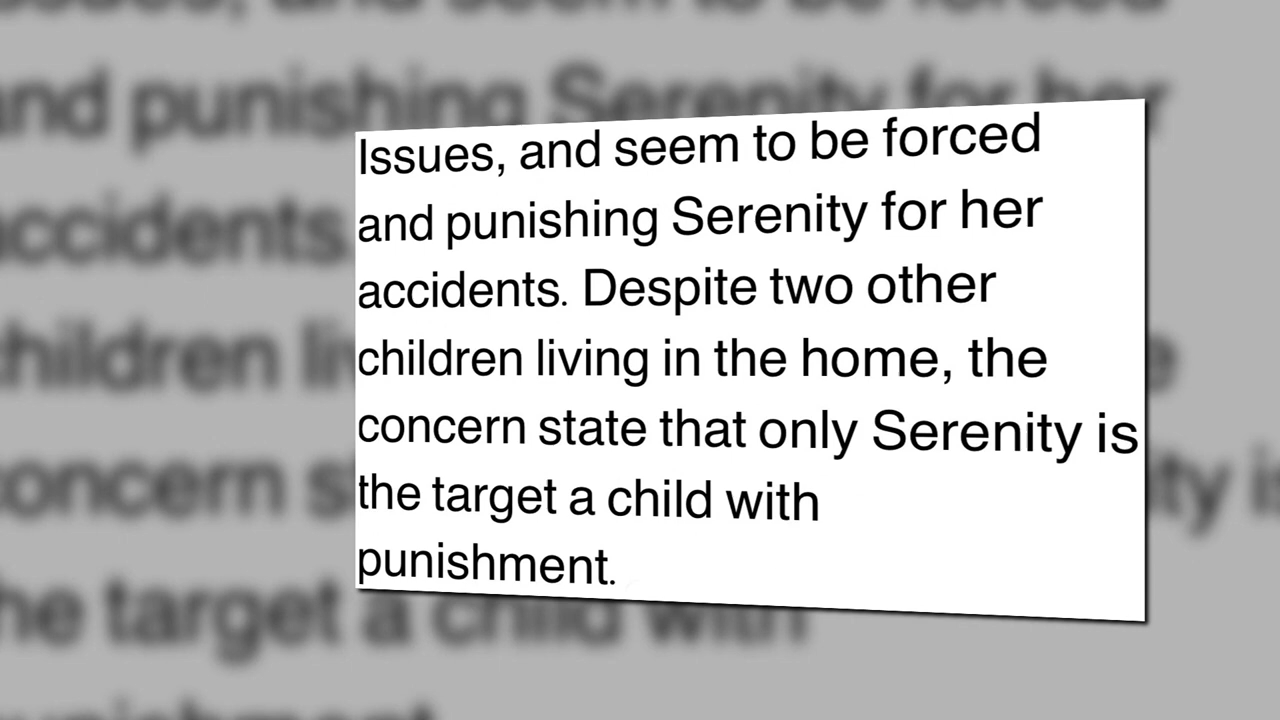 Issues, and seem to be forced
and punishing Serenity for her
accidents. Despite two other
children living in the home, the
concern state that only Serenity is
the target a child with
punishment.